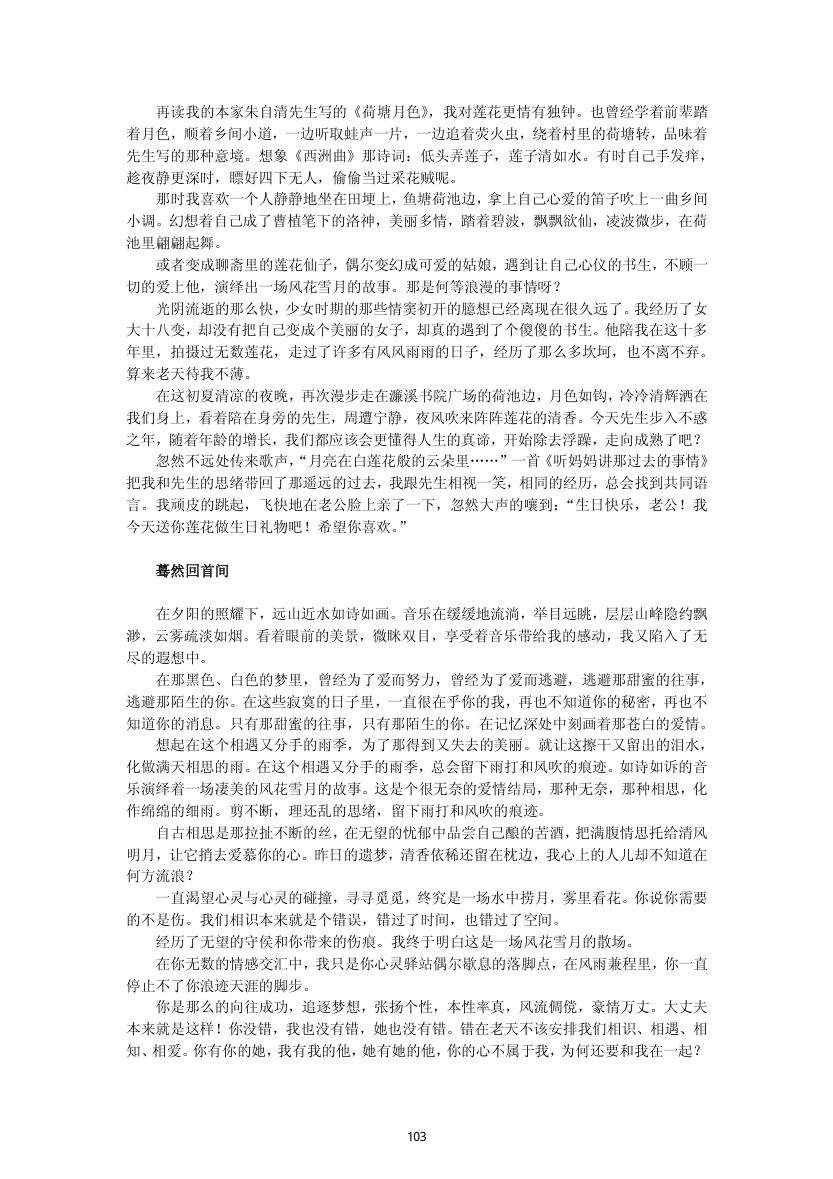 再读我的本家朱自清先生写的《荷塘月色》，我对莲花更情有独钟。也曾经学着前辈踏
着月色，顺着乡间小道，一边听取蛙声一片，一边追着荧火虫，绕着村里的荷塘转，品味着
先生写的那种意境。想象《西洲曲》那诗词：低头弄莲子，莲子清如水。有时自己手发痒，
趁夜静更深时，瞟好四下无人，偷偷当过采花贼呢。
那时我喜欢一个人静静地坐在田埂上，鱼塘荷池边，拿上自己心爱的笛子吹上一曲乡间
小调。幻想着自己成了曹植笔下的洛神，美丽多情，踏着碧波，飘飘欲仙，凌波微步，在荷
池里翩翩起舞。
或者变成聊斋里的莲花仙子，偶尔变幻成可爱的姑娘，遇到让自己心仪的书生，不顾一
切的爱上他，演绎出一场风花雪月的故事。那是何等浪漫的事情呀？
光阴流逝的那么快，少女时期的那些情窦初开的臆想已经离现在很久远了。我经历了女
大十八变，却没有把自己变成个美丽的女子，却真的遇到了个傻傻的书生。他陪我在这十多
年里，拍摄过无数莲花，走过了许多有风风雨雨的日子，经历了那么多坎坷，也不离不弃。
算来老天待我不薄。
在这初夏清凉的夜晚，再次漫步走在濂溪书院广场的荷池边，月色如钩，冷冷清辉洒在
我们身上，看着陪在身旁的先生，周遭宁静，夜风吹来阵阵莲花的清香。今天先生步入不惑
之年，随着年龄的增长，我们都应该会更懂得人生的真谛，开始除去浮躁，走向成熟了吧？
忽然不远处传来歌声，“月亮在白莲花般的云朵里……”一首《听妈妈讲那过去的事情》
把我和先生的思绪带回了那遥远的过去，我跟先生相视一笑，相同的经历，总会找到共同语
言。我顽皮的跳起，飞快地在老公脸上亲了一下，忽然大声的嚷到：“生日快乐，老公！我
今天送你莲花做生日礼物吧！希望你喜欢。”
蓦然回首间
在夕阳的照耀下，远山近水如诗如画。音乐在缓缓地流淌，举目远眺，层层山峰隐约飘
渺，云雾疏淡如烟。看着眼前的美景，微眯双目，享受着音乐带给我的感动，我又陷入了无
尽的遐想中。
在那黑色、白色的梦里，曾经为了爱而努力，曾经为了爱而逃避，逃避那甜蜜的往事，
逃避那陌生的你。在这些寂寞的日子里，一直很在乎你的我，再也不知道你的秘密，再也不
知道你的消息。只有那甜蜜的往事，只有那陌生的你。在记忆深处中刻画着那苍白的爱情。
想起在这个相遇又分手的雨季，为了那得到又失去的美丽。就让这擦干又留出的泪水，
化做满天相思的雨。在这个相遇又分手的雨季，总会留下雨打和风吹的痕迹。如诗如诉的音
乐演绎着一场凄美的风花雪月的故事。这是个很无奈的爱情结局，那种无奈，那种相思，化
作绵绵的细雨。剪不断，理还乱的思绪，留下雨打和风吹的痕迹。
自古相思是那拉扯不断的丝，在无望的忧郁中品尝自己酿的苦酒，把满腹情思托给清风
明月，让它捎去爱慕你的心。昨日的遗梦，清香依稀还留在枕边，我心上的人儿却不知道在
何方流浪？
一直渴望心灵与心灵的碰撞，寻寻觅觅，终究是一场水中捞月，雾里看花。你说你需要
的不是伤。我们相识本来就是个错误，错过了时间，也错过了空间。
经历了无望的守侯和你带来的伤痕。我终于明白这是一场风花雪月的散场。
在你无数的情感交汇中，我只是你心灵驿站偶尔歇息的落脚点，在风雨兼程里，你一直
停止不了你浪迹天涯的脚步。
你是那么的向往成功，追逐梦想，张扬个性，本性率真，风流倜傥，豪情万丈。大丈夫
本来就是这样！你没错，我也没有错，她也没有错。错在老天不该安排我们相识、相遇、相
知、相爱。你有你的她，我有我的他，她有她的他，你的心不属于我，为何还要和我在一起？
103